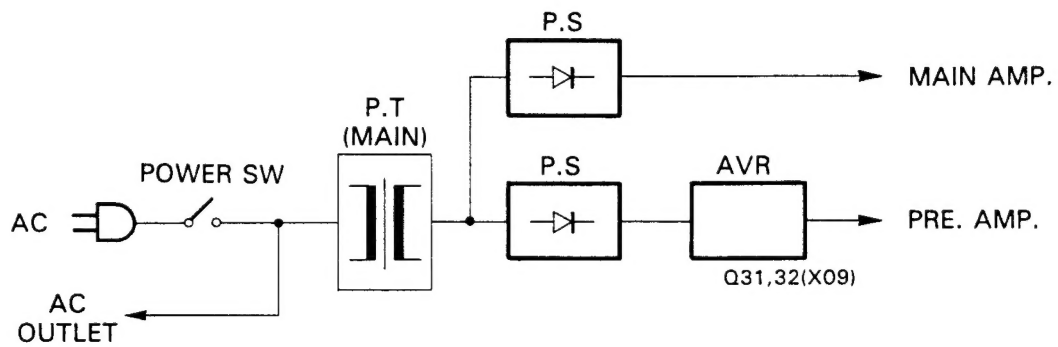 P.S
MAIN AMP.
P.T
(MAIN)
POWER SW
P.S
AVR
AC
PRE. AMP.
Q31,32(X09)
AC
OUTLET